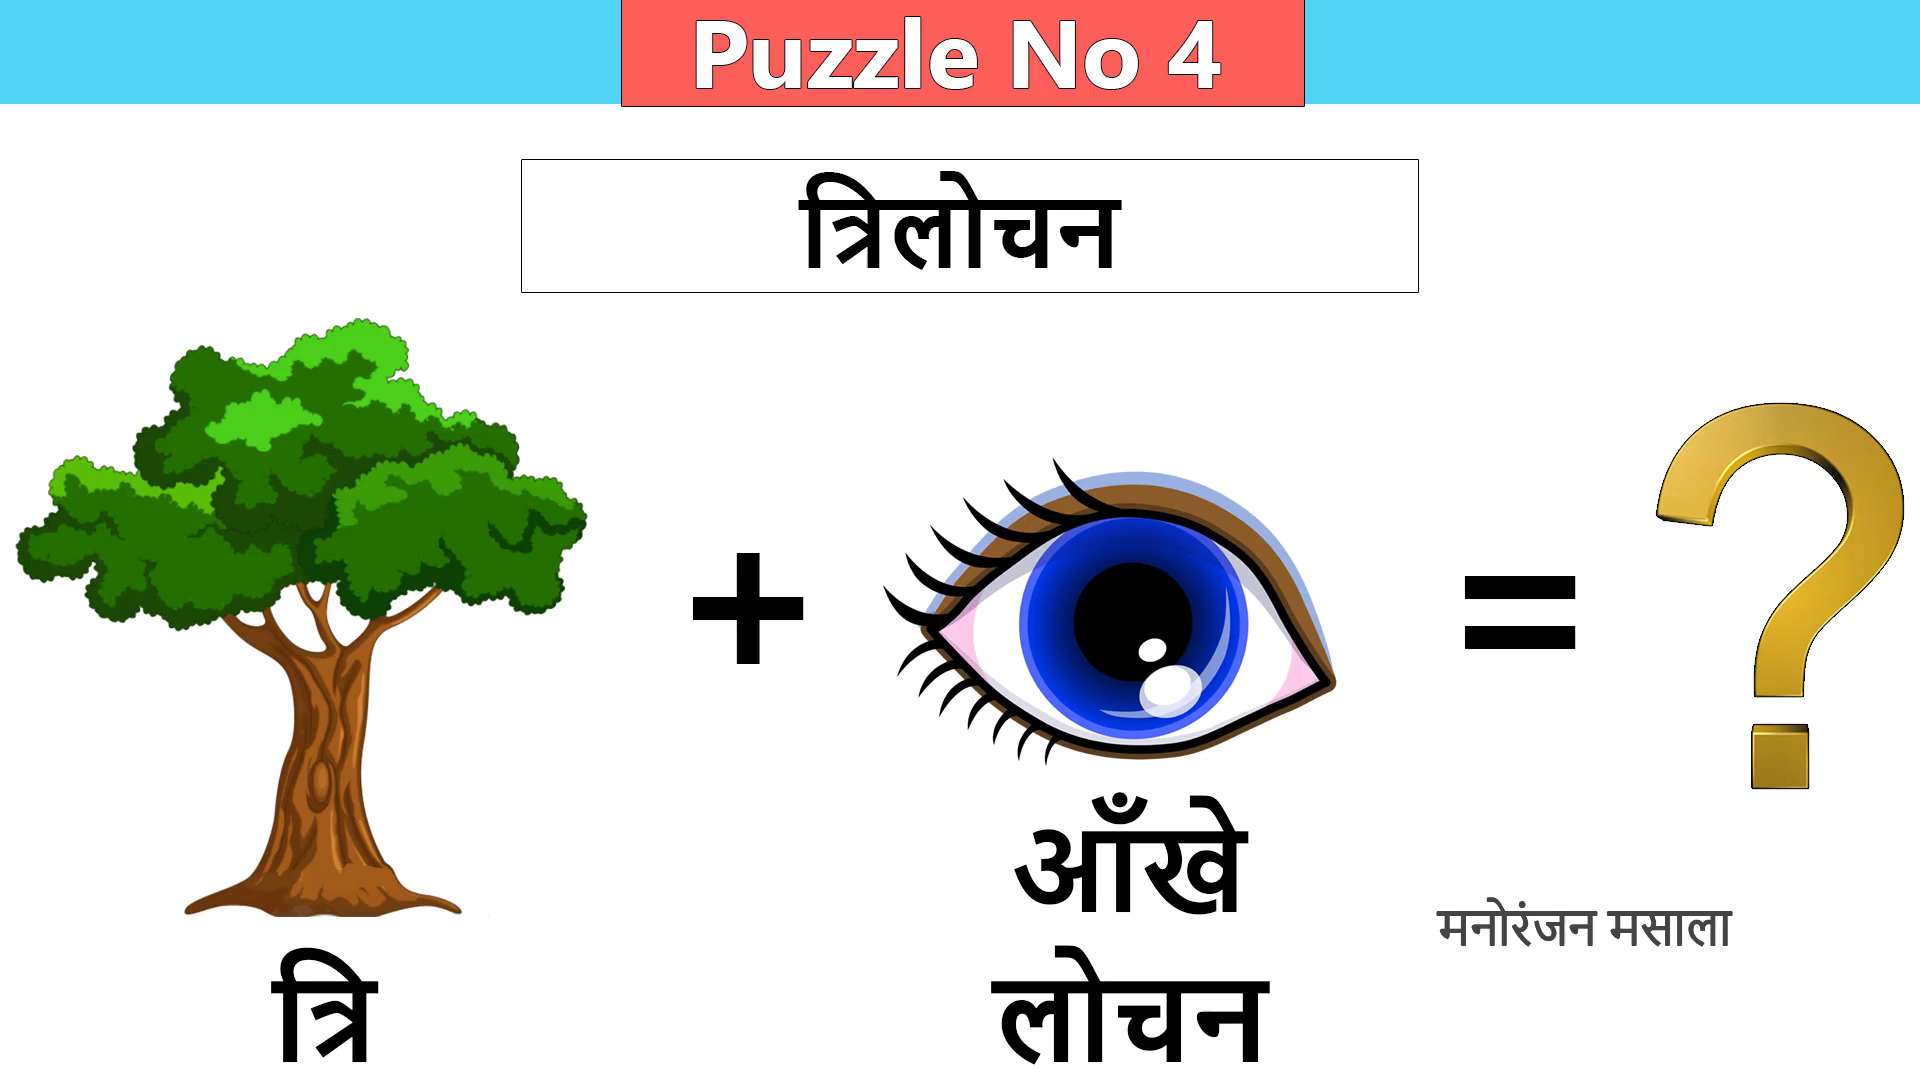 Puzzle No 4
त्रिलोचन
आँखे
मनोरंजन मसाला
त्रि
लोचन